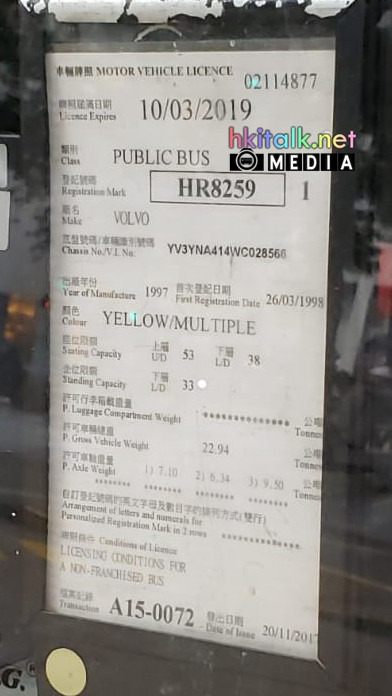 車輛牌照 MOTOR VEHICLE LICENCE 02114877
牌照屆滿日期 10/03/2019
Licence Expires
hkitalk.net
MEDIA
類別
Class PUBLIC BUS
登記號碼
Registration Mark HR8259 1
廠名
Make VOLVO
底盤號碼/車輛識別號碼
Chassis No./V.I. No. YV3YNA414WC028566
出廠年份 首次登記日期
Year of Manufacture 1997 First Registration Date 26/03/1998
顏色
Colour YELLOW/MULTIPLE
座位限額 上層 下層
Seating Capacity U/D 53 L/D 38
企位限額 下層
Standing Capacity L/D 33
許可行李箱載重量 公噸
P. Luggage Compartment Weight ************* Tonnes
許可車輛總重 公噸
P. Gross Vehicle Weight 22.94 Tonnes
許可車軸重量 公噸
P. Axle Weight 1) 7.10 2) 6.34 3) 9.50 Tonnes
******** ******** ******** ********
自訂登記號碼的英文字母及數目字的排列方式(雙行)
Arrangement of letters and numerals for
Personalized Registration Mark in 2 rows *************
牌照條件 Conditions of Licence
LICENSING CONDITIONS FOR
A NON-FRANCHISED BUS
檔案記錄 發出日期
Transaction A15-0072 Date of Issue 20/11/2017
G.